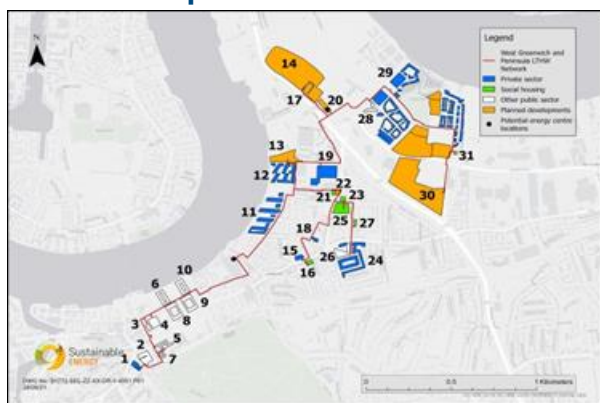 N
Legend
West Greenwich and
Peninsula LTHW
Network
Private sector
Social housing
Other public sector
Planned developments
Potential energy centre
locations
14
17
20
29
28
31
30
13
12
19
22
21
23
25
27
11
18
15
16
26
24
10
6
9
8
3
4
5
2
7
1
Sustainable
ENERGY
0
0.5
1 Kilometers